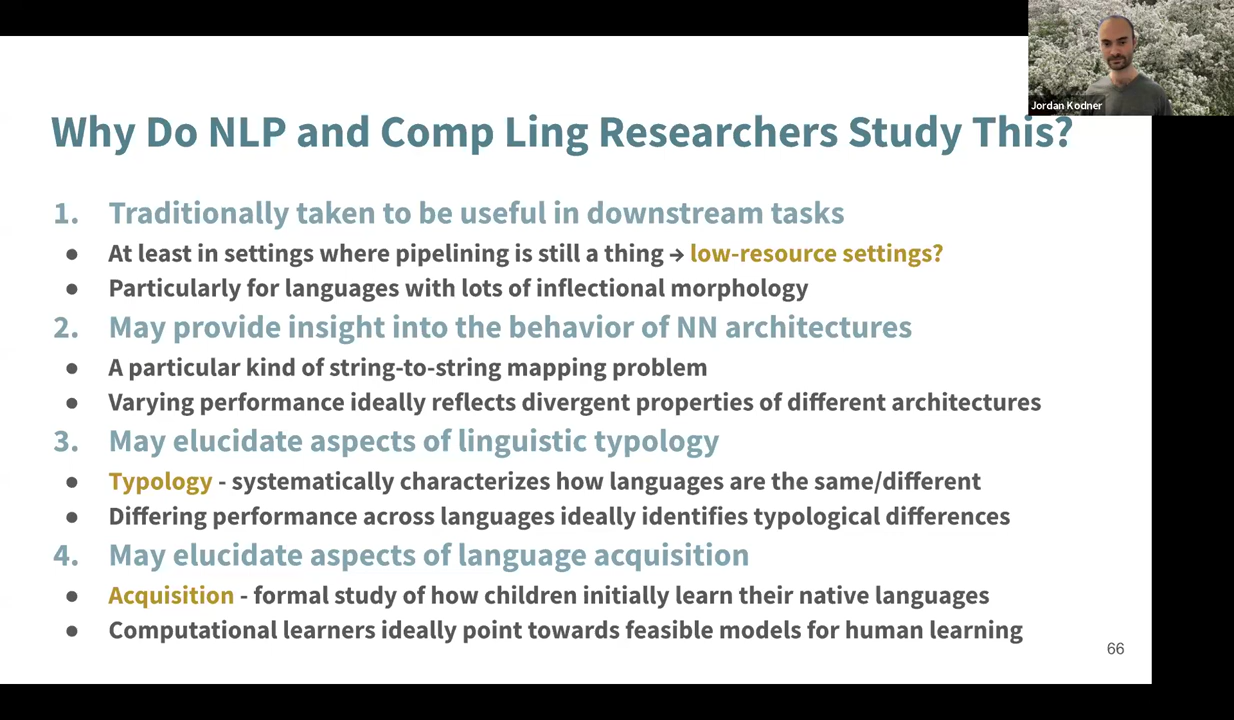 Jordan Kodner
Why Do NLP and Comp Ling Researchers Study This?
1. Traditionally taken to be useful in downstream tasks
● At least in settings where pipelining is still a thing → low-resource settings?
● Particularly for languages with lots of inflectional morphology
2. May provide insight into the behavior of NN architectures
● A particular kind of string-to-string mapping problem
● Varying performance ideally reflects divergent properties of different architectures
3. May elucidate aspects of linguistic typology
● Typology - systematically characterizes how languages are the same/different
● Differing performance across languages ideally identifies typological differences
4. May elucidate aspects of language acquisition
● Acquisition - formal study of how children initially learn their native languages
● Computational learners ideally point towards feasible models for human learning
66